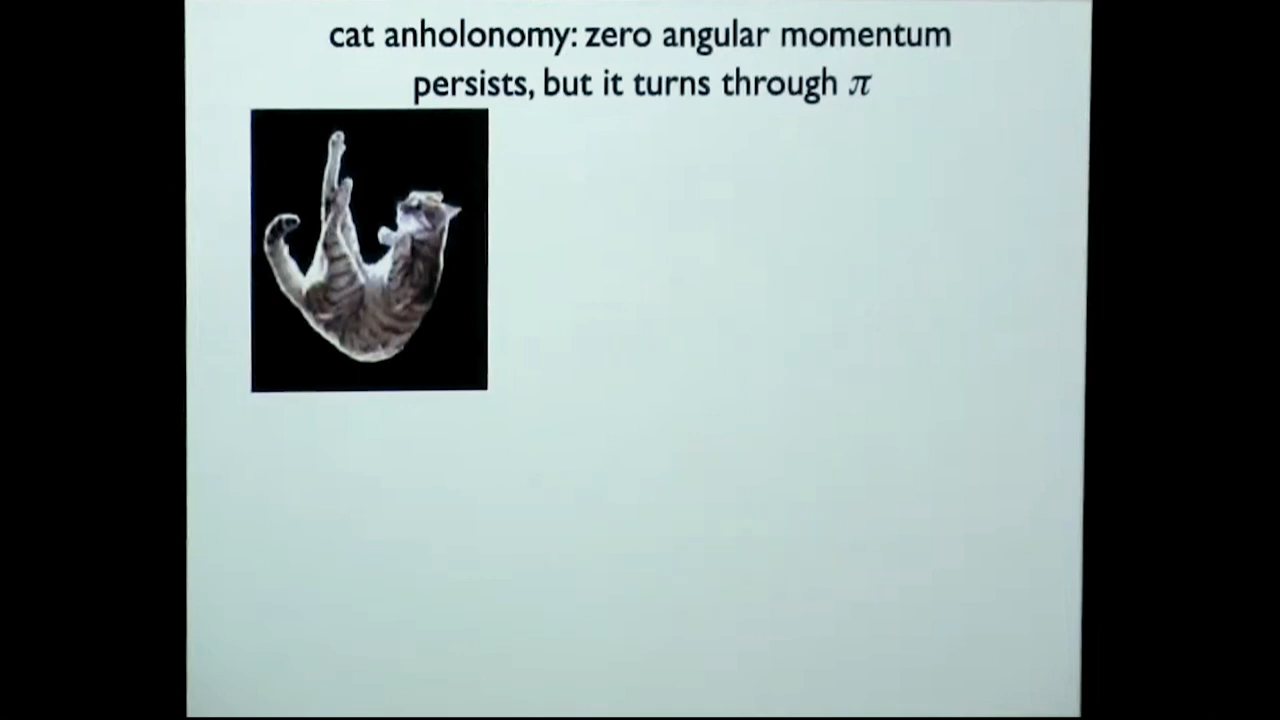 cat anholonomy: zero angular momentum
persists, but it turns through π